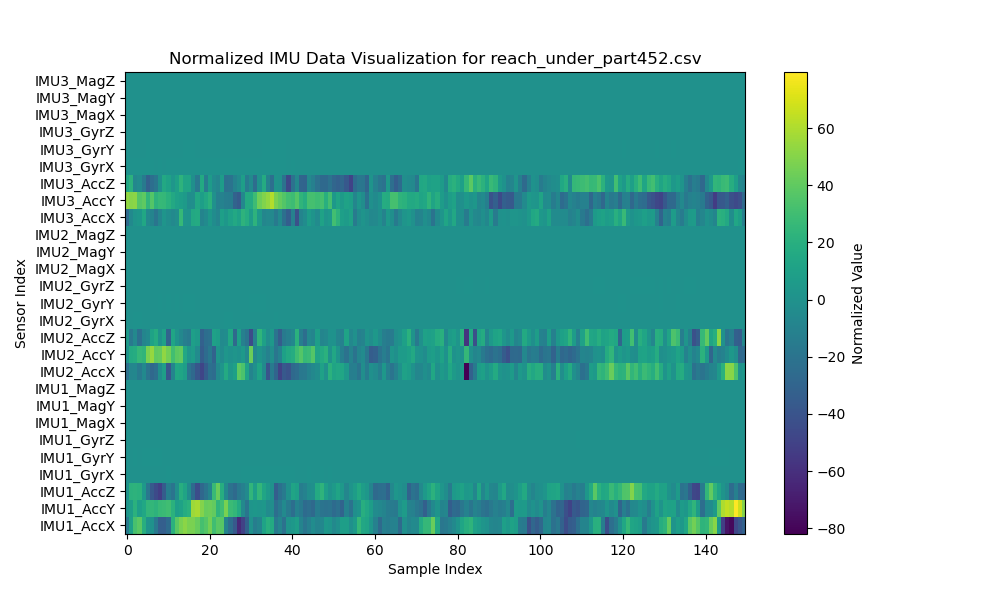 Normalized IMU Data Visualization for reach_under_part452.csv
IMU3_MagZ
IMU3_MagY
IMU3_MagX
IMU3_GyrZ
IMU3_GyrY
IMU3_GyrX
IMU3_AccZ
IMU3_AccY
IMU3_AccX
IMU2_MagZ
IMU2_MagY
IMU2_MagX
IMU2_GyrZ
IMU2_GyrY
IMU2_GyrX
IMU2_AccZ
IMU2_AccY
IMU2_AccX
IMU1_MagZ
IMU1_MagY
IMU1_MagX
IMU1_GyrZ
IMU1_GyrY
IMU1_GyrX
IMU1_AccZ
IMU1_AccY
IMU1_AccX
Sensor Index
0 20 40 60 80 100 120 140
Sample Index
60
40
20
0
−20
−40
−60
−80
Normalized Value